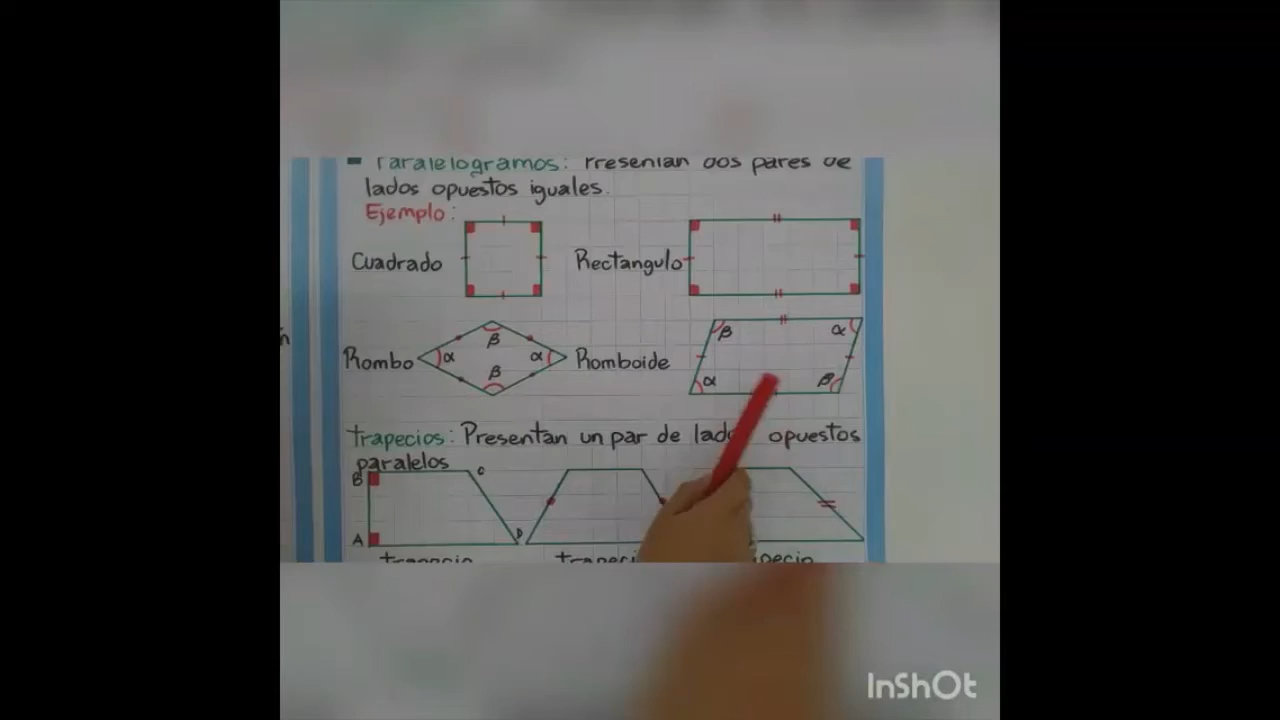 Paralelogramos: Presentan dos pares de
lados opuestos iguales.
Ejemplo:
Cuadrado
Rectangulo
Rombo
α
β
β
α
Romboide
β
α
α
β
Trapecios: Presentan un par de lados opuestos
paralelos
B
C
A
D
trapecio
InShOt